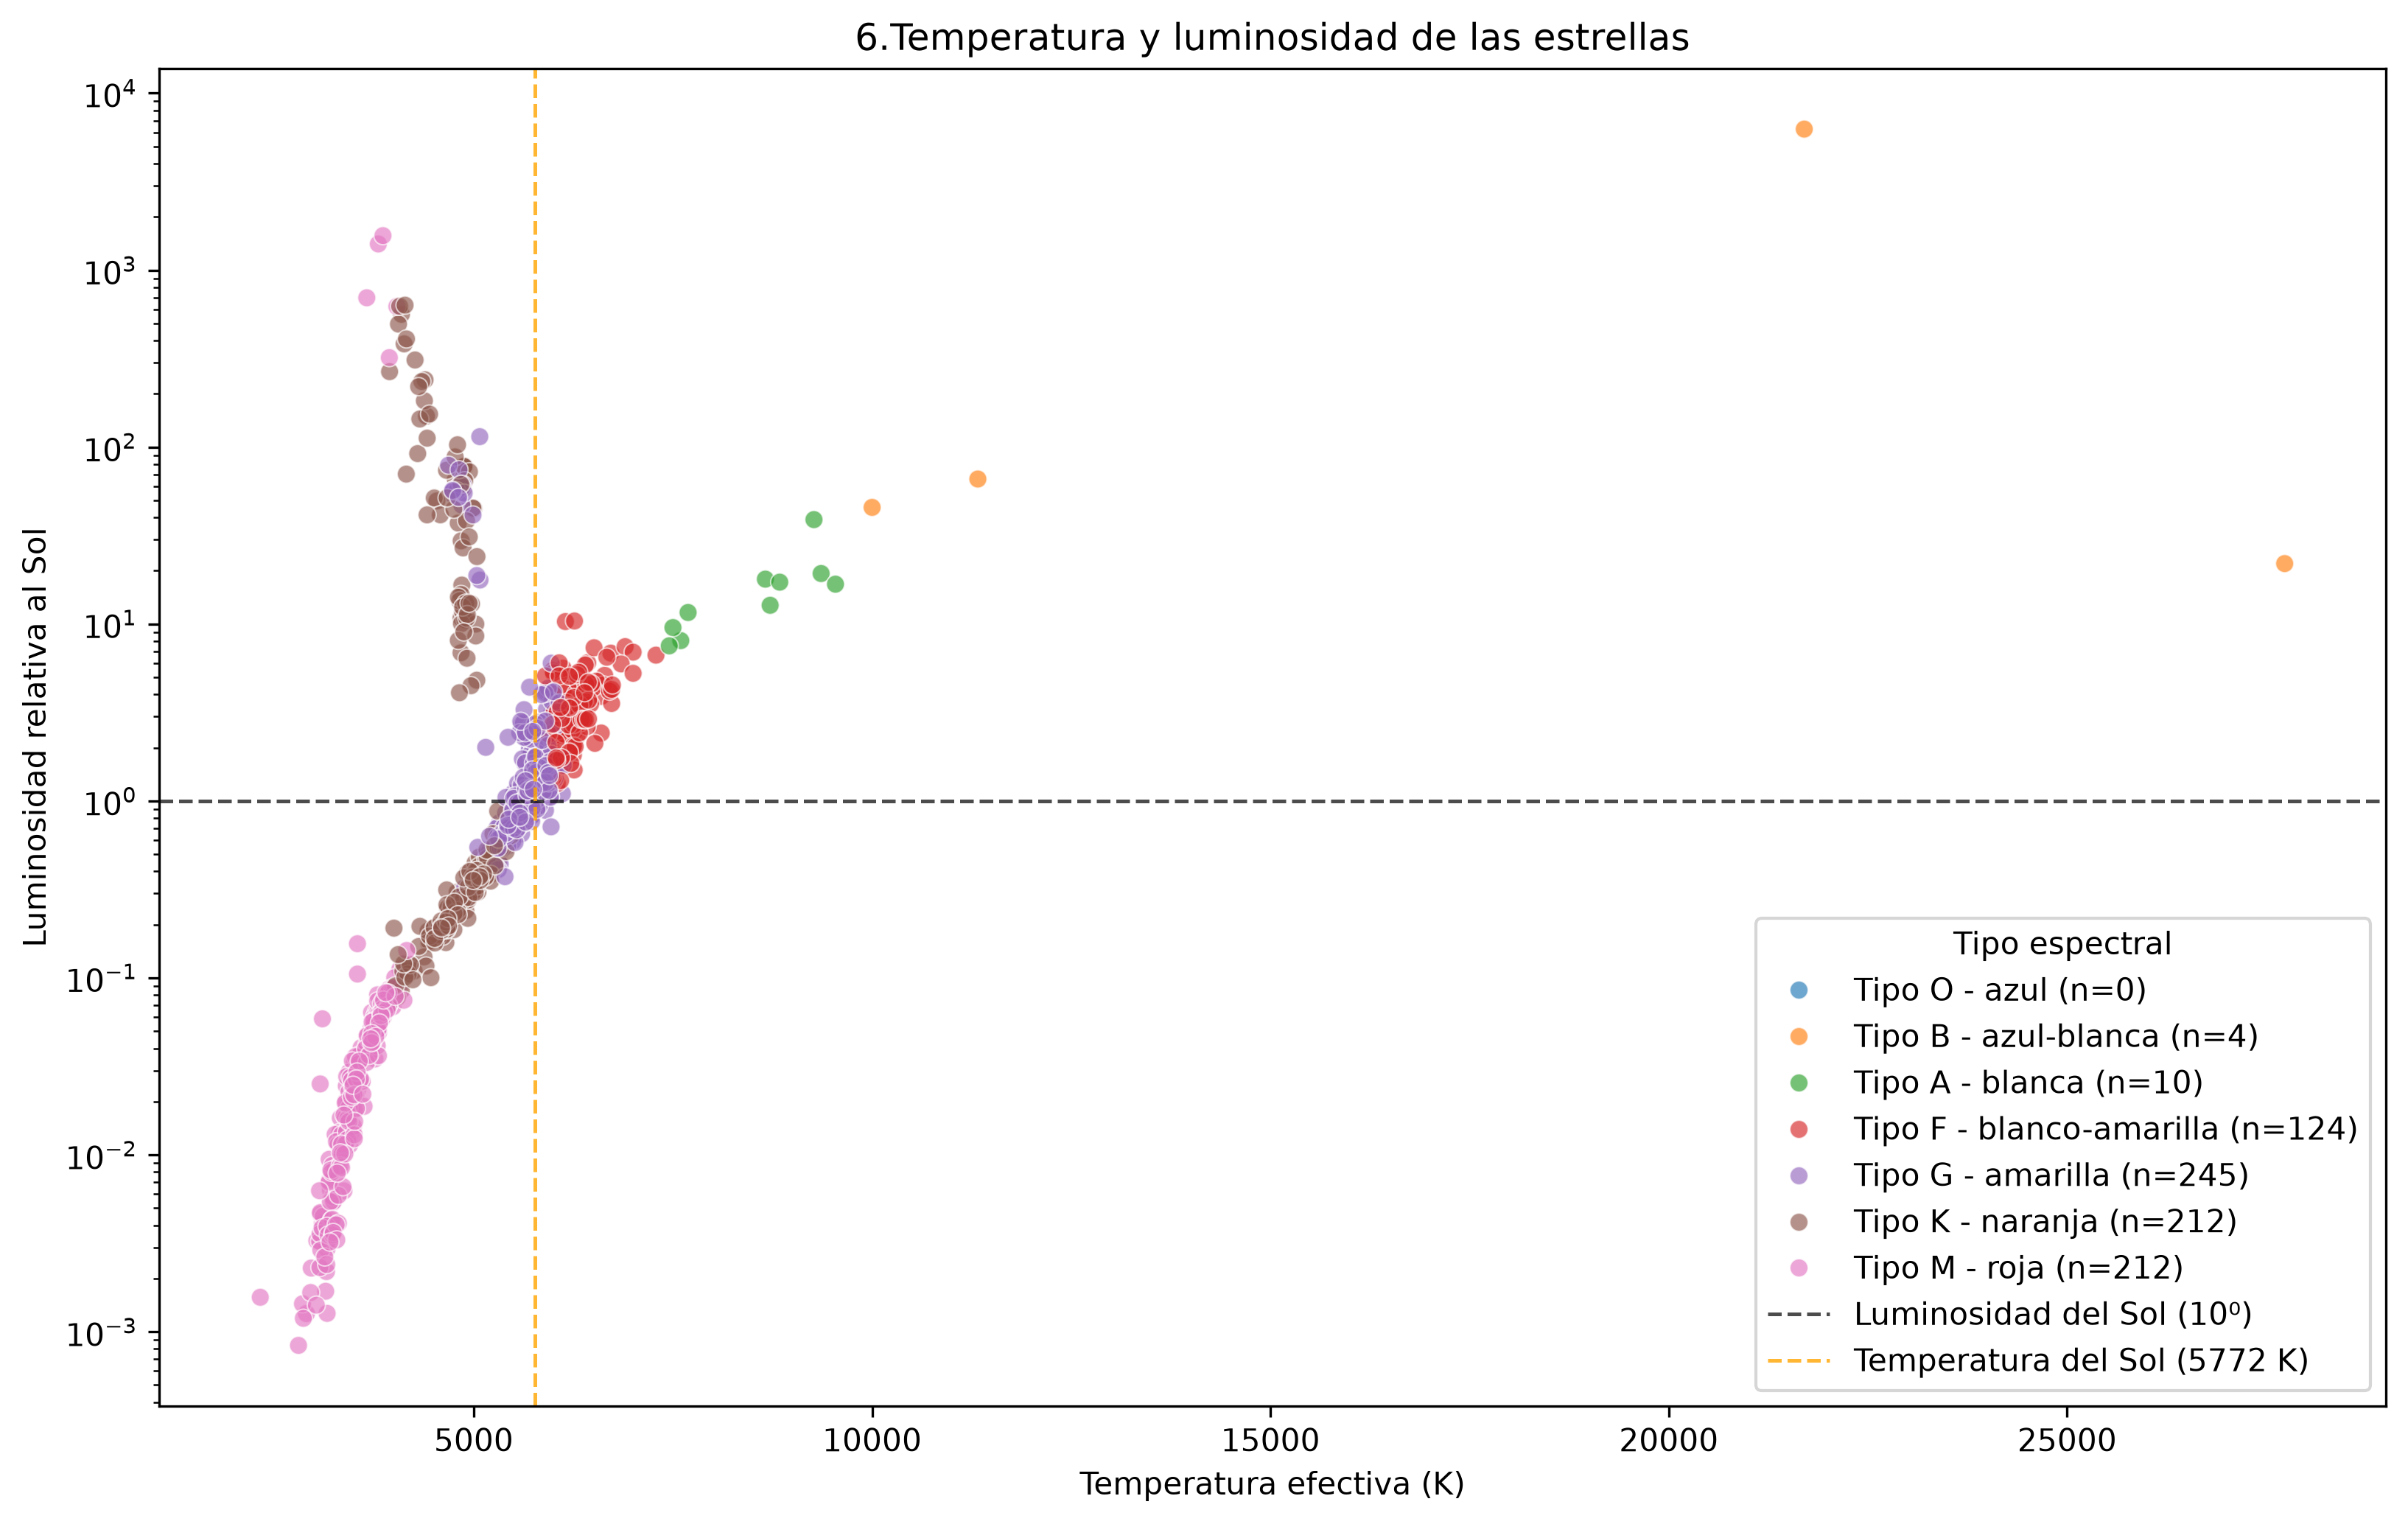 6.Temperatura y luminosidad de las estrellas
Luminosidad relativa al Sol
10⁴
10³
10²
10¹
10⁰
10⁻¹
10⁻²
10⁻³
Tipo espectral
Tipo O - azul (n=0)
Tipo B - azul-blanca (n=4)
Tipo A - blanca (n=10)
Tipo F - blanco-amarilla (n=124)
Tipo G - amarilla (n=245)
Tipo K - naranja (n=212)
Tipo M - roja (n=212)
Luminosidad del Sol (10⁰)
Temperatura del Sol (5772 K)
5000 10000 15000 20000 25000
Temperatura efectiva (K)